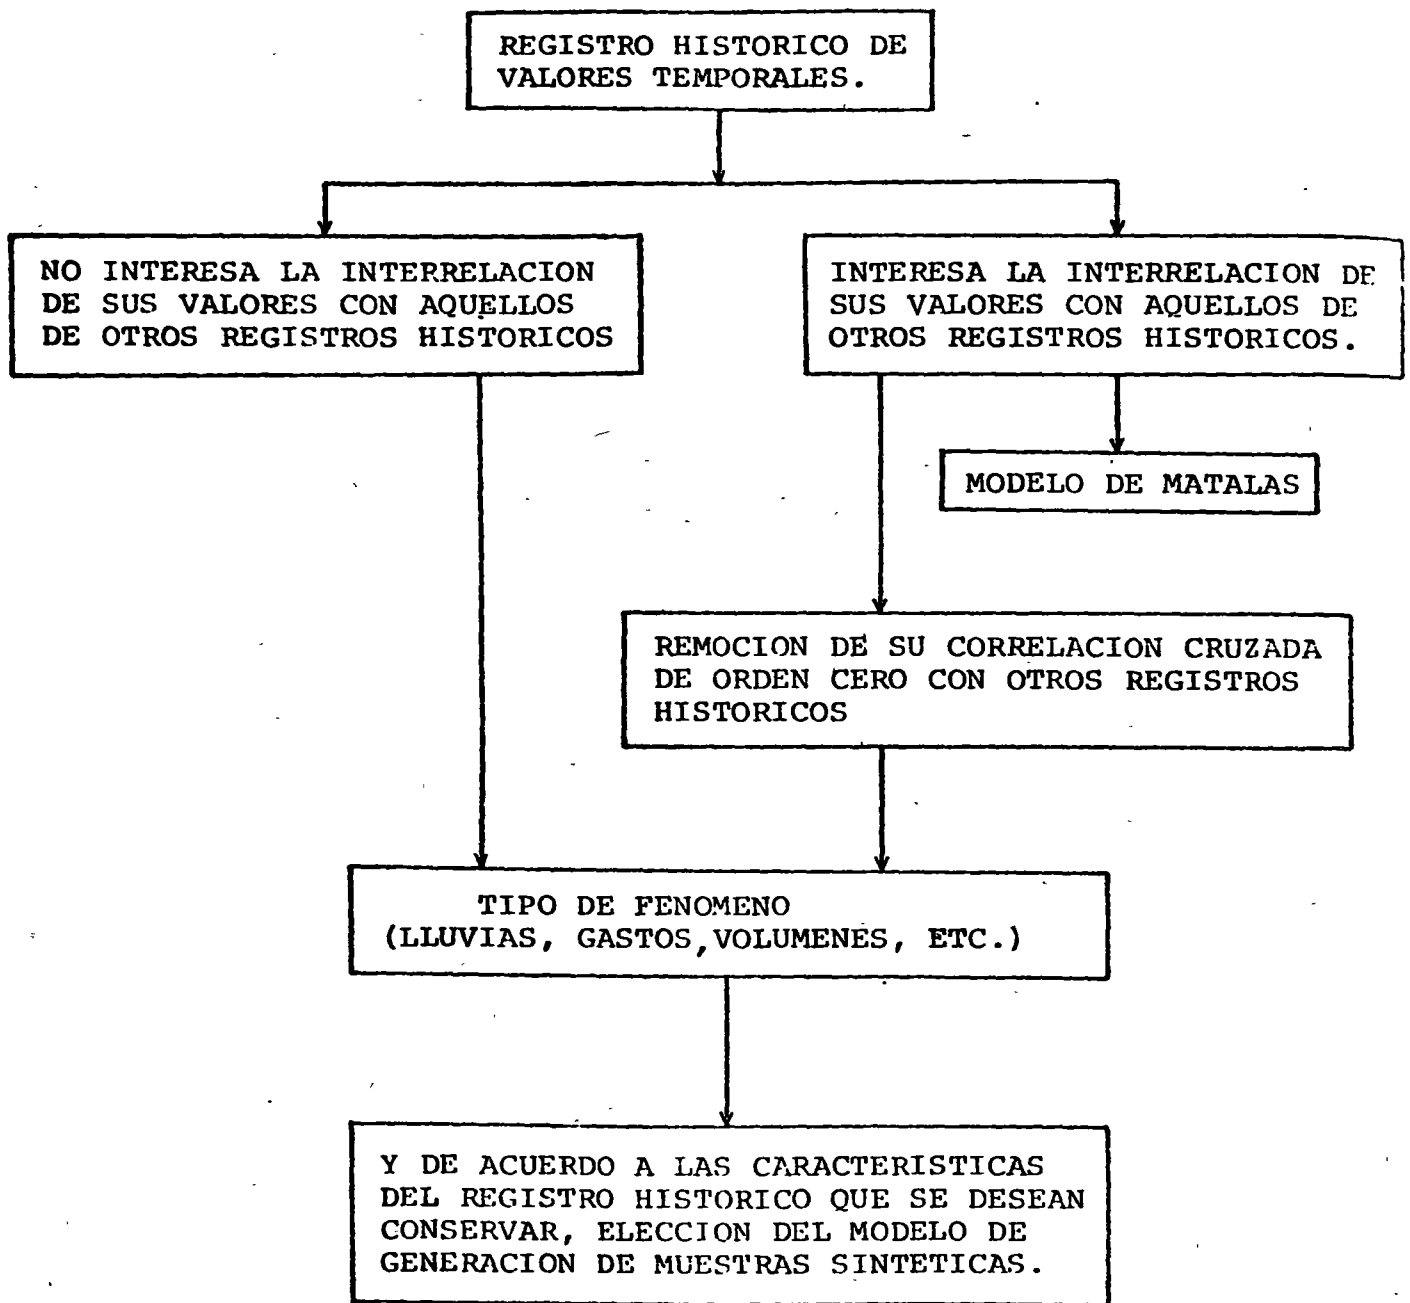 REGISTRO HISTORICO DE
VALORES TEMPORALES.
NO INTERESA LA INTERRELACION
DE SUS VALORES CON AQUELLOS
DE OTROS REGISTROS HISTORICOS
INTERESA LA INTERRELACION DE
SUS VALORES CON AQUELLOS DE
OTROS REGISTROS HISTORICOS.
MODELO DE MATALAS
REMOCION DE SU CORRELACION CRUZADA
DE ORDEN CERO CON OTROS REGISTROS
HISTORICOS
TIPO DE FENOMENO
(LLUVIAS, GASTOS, VOLUMENES, ETC.)
Y DE ACUERDO A LAS CARACTERISTICAS
DEL REGISTRO HISTORICO QUE SE DESEAN
CONSERVAR, ELECCION DEL MODELO DE
GENERACION DE MUESTRAS SINTETICAS.